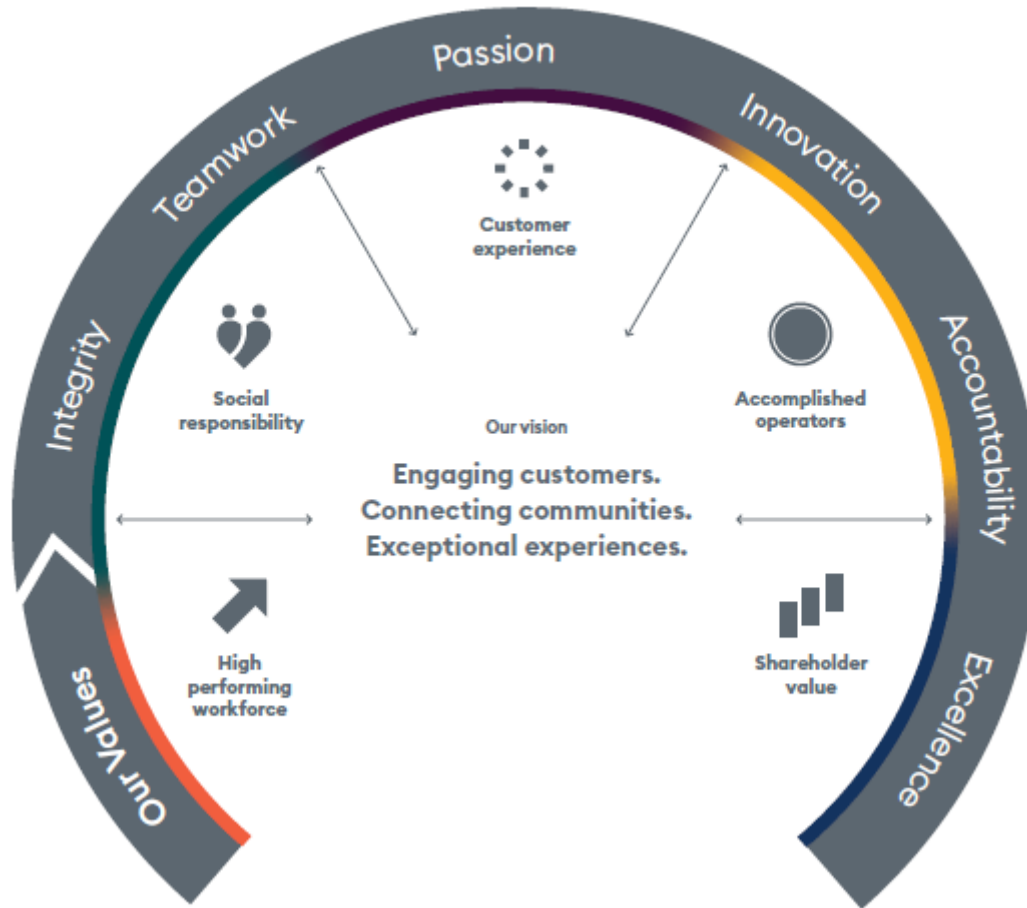 Our Values
Integrity
Teamwork
Passion
Innovation
Accountability
Excellence
Customer
experience
Social
responsibility
Accomplished
operators
Our vision
Engaging customers.
Connecting communities.
Exceptional experiences.
High
performing
workforce
Shareholder
value